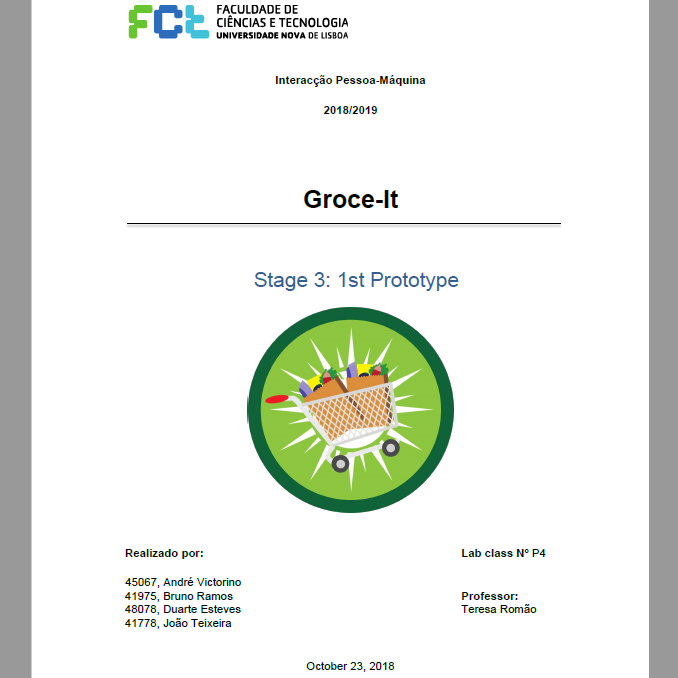 FCt
FACULDADE DE
CIÊNCIAS E TECNOLOGIA
UNIVERSIDADE NOVA DE LISBOA
Interacção Pessoa-Máquina
2018/2019
Groce-It
Stage 3: 1st Prototype
Realizado por:
Lab class Nº P4
45067, André Victorino
41975, Bruno Ramos
Professor:
48078, Duarte Esteves
Teresa Romão
41778, João Teixeira
October 23, 2018